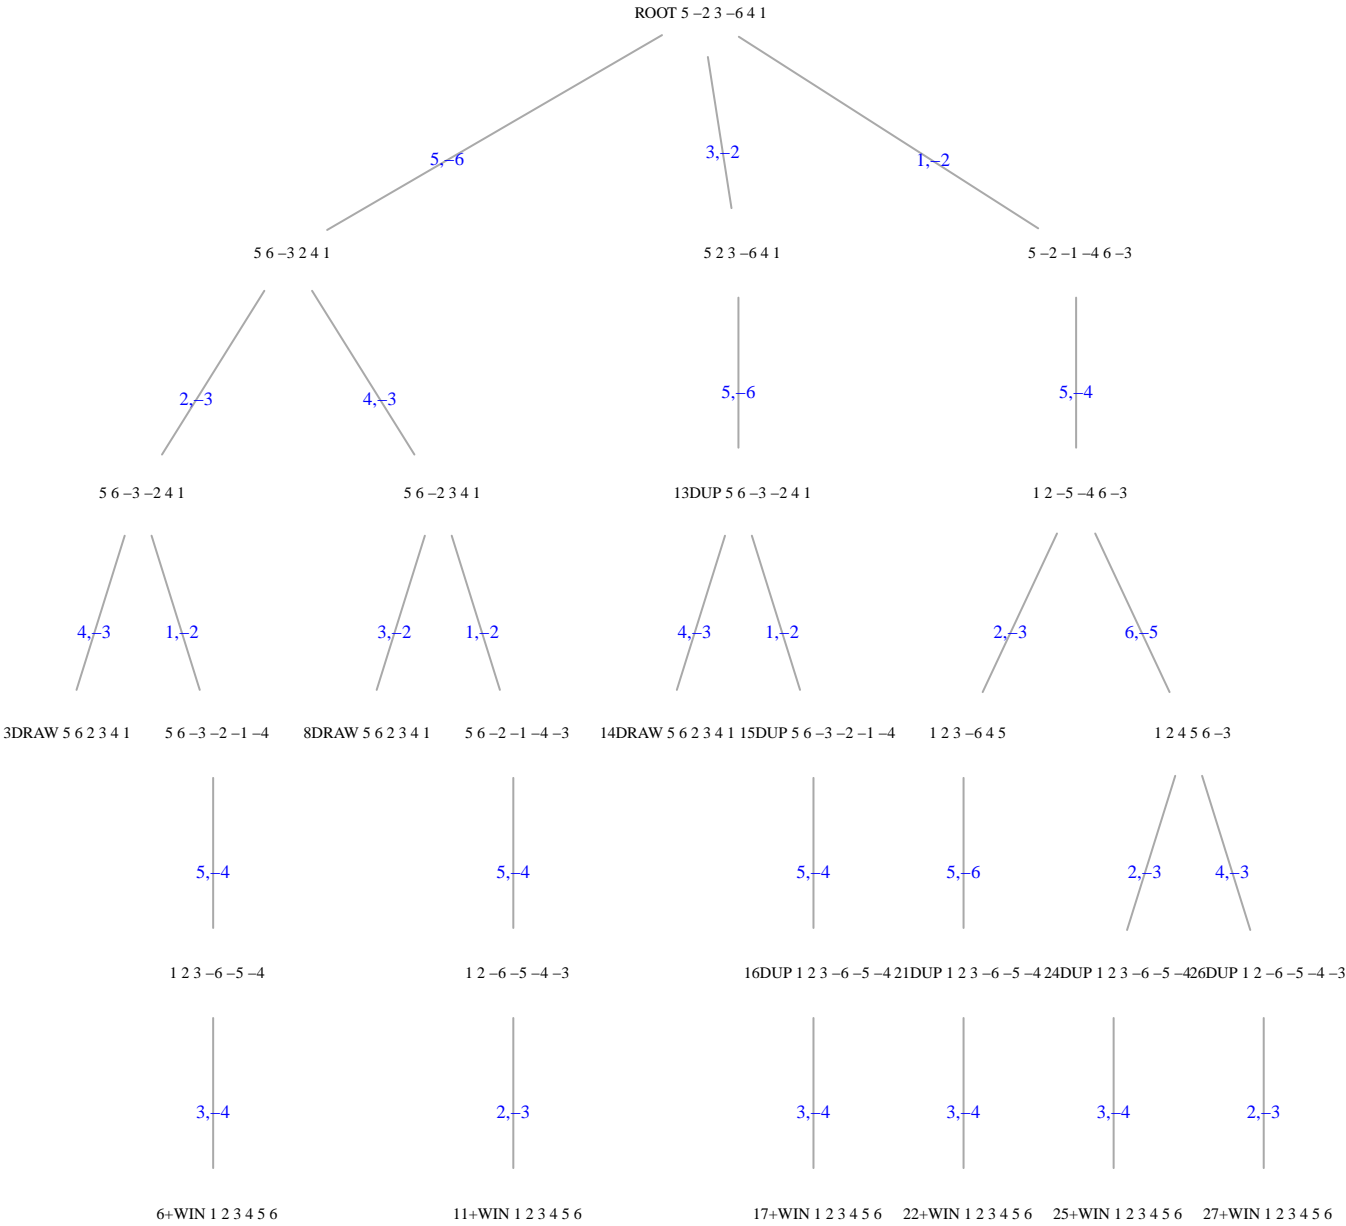 ROOT 5 –2 3 –6 4 1
5,–6 3,–2 1,–2
5 6 –3 2 4 1 5 2 3 –6 4 1 5 –2 –1 –4 6 –3
2,–3 4,–3 5,–6 5,–4
5 6 –3 –2 4 1 5 6 –2 3 4 1 13DUP 5 6 –3 –2 4 1 1 2 –5 –4 6 –3
4,–3 1,–2 3,–2 1,–2 4,–3 1,–2 2,–3 6,–5
3DRAW 5 6 2 3 4 1 5 6 –3 –2 –1 –4 8DRAW 5 6 2 3 4 1 5 6 –2 –1 –4 –3 14DRAW 5 6 2 3 4 1 15DUP 5 6 –3 –2 –1 –4 1 2 3 –6 4 5 1 2 4 5 6 –3
5,–4 5,–4 5,–4 5,–6 2,–3 4,–3
1 2 3 –6 –5 –4 1 2 –6 –5 –4 –3 16DUP 1 2 3 –6 –5 –4 21DUP 1 2 3 –6 –5 –4 24DUP 1 2 3 –6 –5 –4 26DUP 1 2 –6 –5 –4 –3
3,–4 2,–3 3,–4 3,–4 3,–4 2,–3
6+WIN 1 2 3 4 5 6 11+WIN 1 2 3 4 5 6 17+WIN 1 2 3 4 5 6 22+WIN 1 2 3 4 5 6 25+WIN 1 2 3 4 5 6 27+WIN 1 2 3 4 5 6